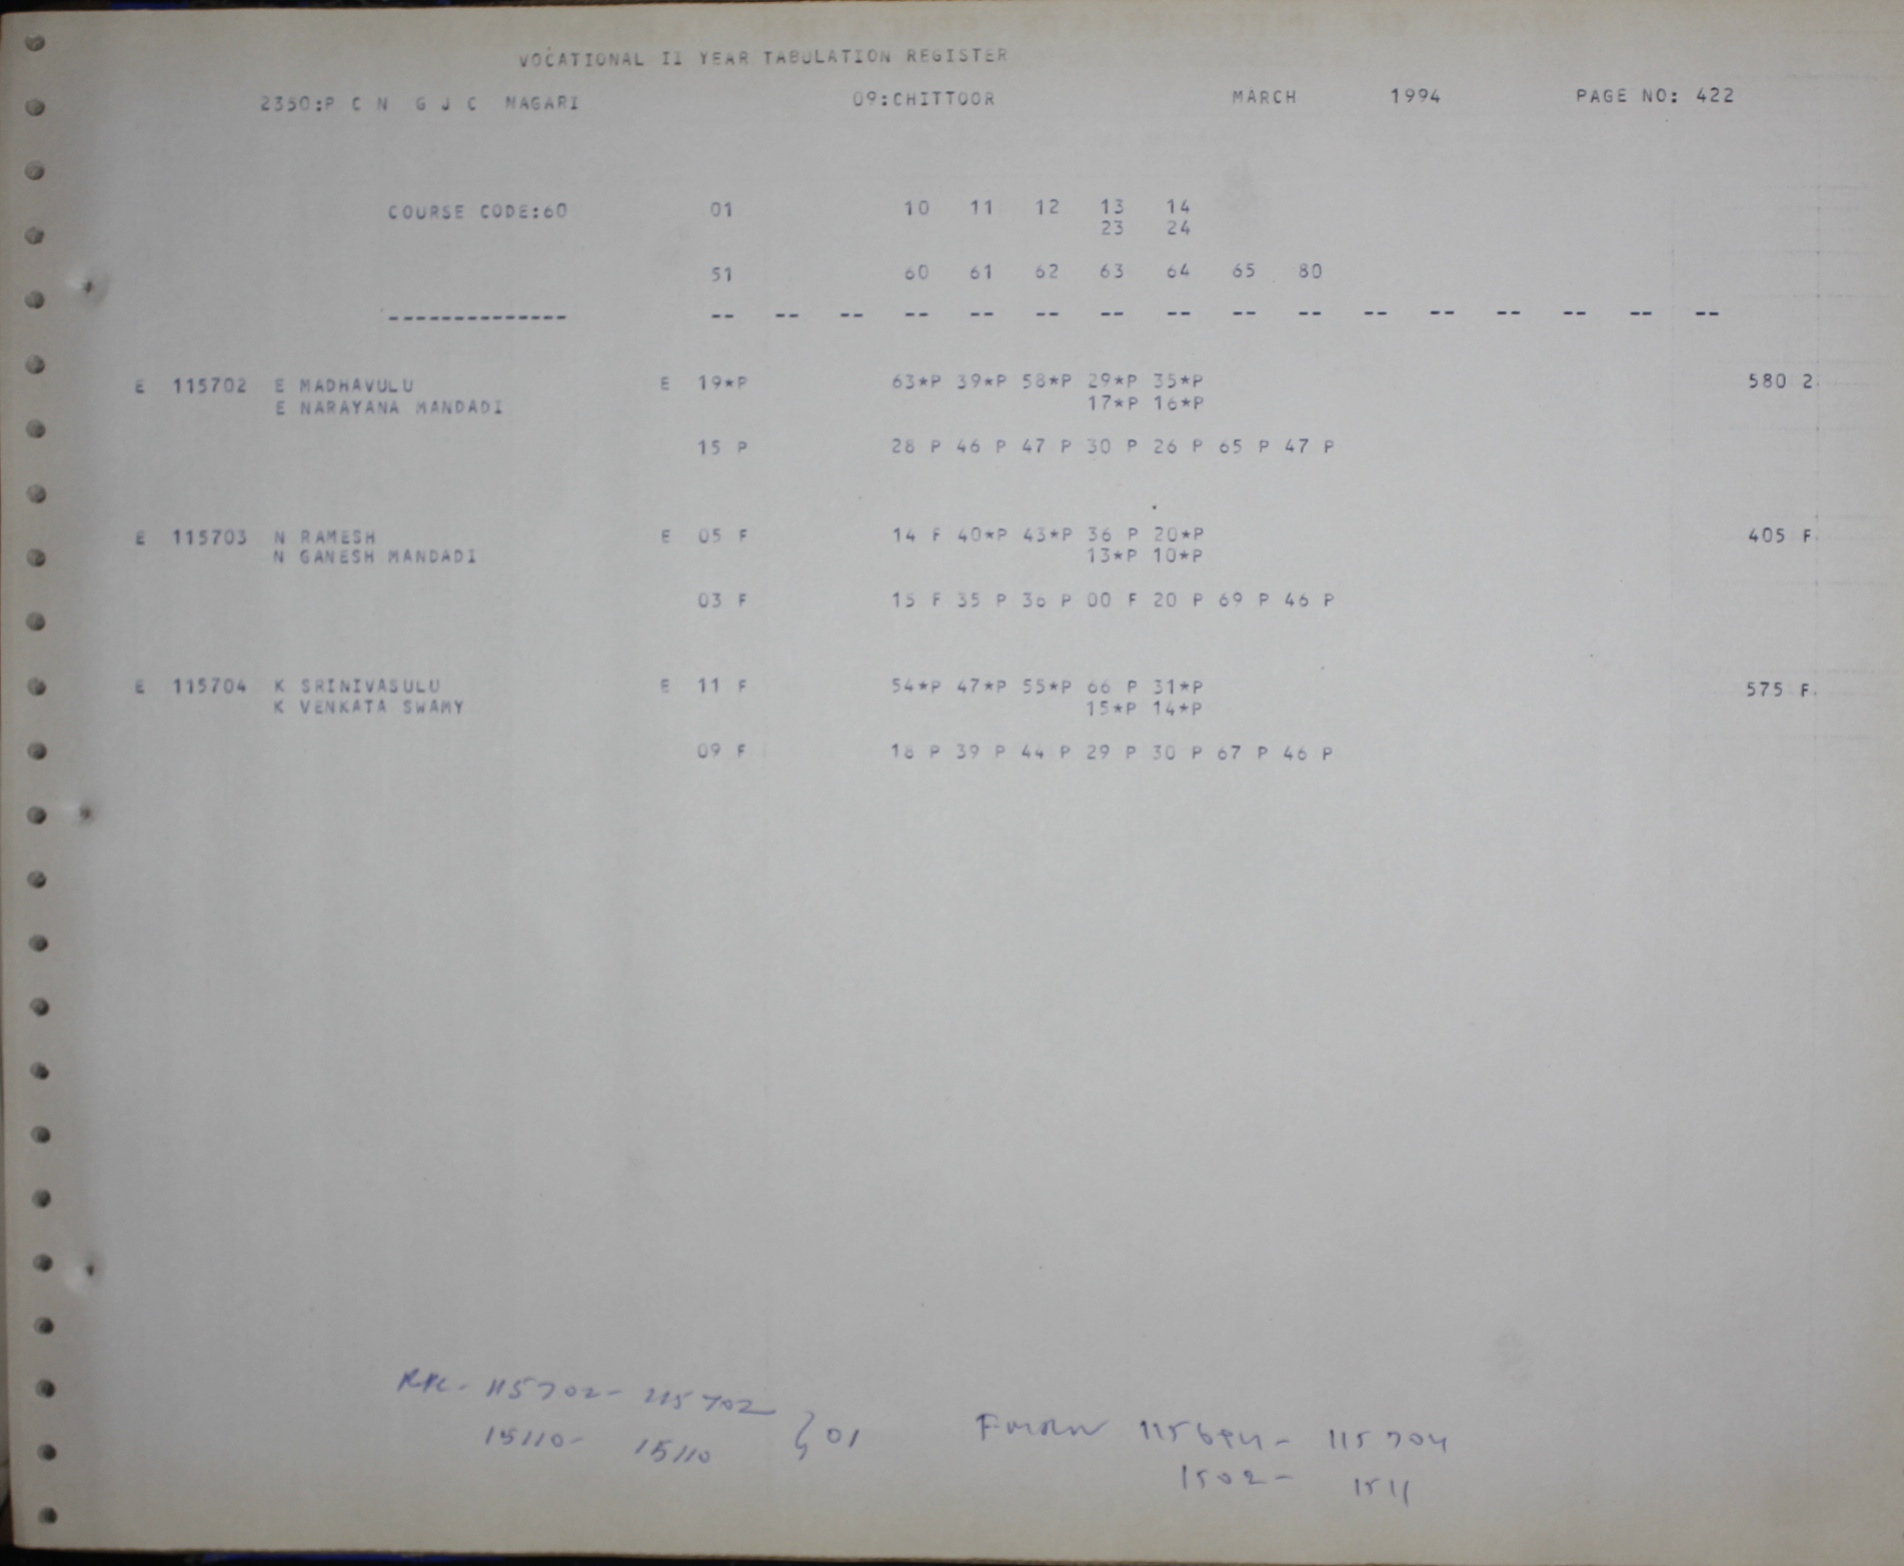 VOCATIONAL II YEAR TABULATION REGISTER
2350:P C N G J C NAGARI 09:CHITTOOR MARCH 1994 PAGE NO: 422
COURSE CODE:60 01 10 11 12 13 14
23 24
51 60 61 62 63 64 65 80
-------------- -- -- -- -- -- -- -- -- -- -- -- -- -- -- -- --
E 115702 E MADHAVULU E 19*P 63*P 39*P 58*P 29*P 35*P 580 2
E NARAYANA MANDADI 17*P 16*P
15 P 28 P 46 P 47 P 30 P 26 P 65 P 47 P
E 115703 N RAMESH E 05 F 14 F 40*P 43*P 36 P 20*P 405 F
N GANESH MANDADI 13*P 10*P
03 F 15 F 35 P 36 P 00 F 20 P 69 P 46 P
E 115704 K SRINIVASULU E 11 F 54*P 47*P 55*P 66 P 31*P 575 F
K VENKATA SWAMY 15*P 14*P
09 F 18 P 39 P 44 P 29 P 30 P 67 P 46 P
115702- 115702
15110- 15110 } 01
115694- 115704
1502- 1511